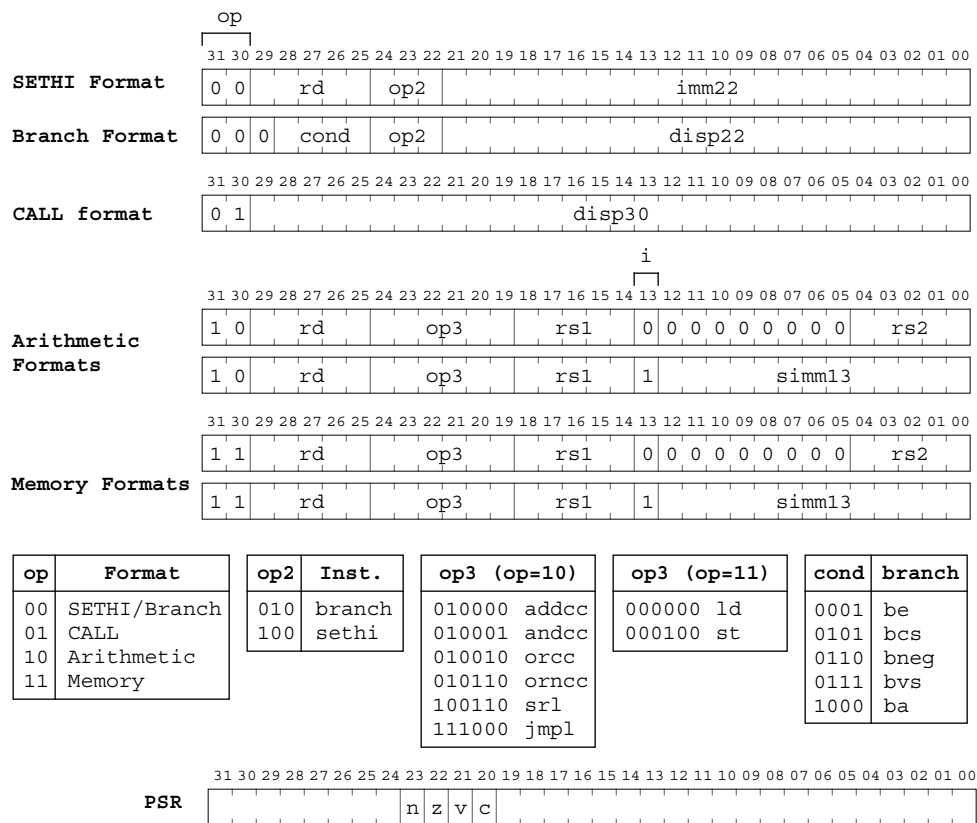 op
31 30 29 28 27 26 25 24 23 22 21 20 19 18 17 16 15 14 13 12 11 10 09 08 07 06 05 04 03 02 01 00
SETHI Format 0 0 rd op2 imm22
Branch Format 0 0 0 cond op2 disp22
31 30 29 28 27 26 25 24 23 22 21 20 19 18 17 16 15 14 13 12 11 10 09 08 07 06 05 04 03 02 01 00
CALL format 0 1 disp30
i
31 30 29 28 27 26 25 24 23 22 21 20 19 18 17 16 15 14 13 12 11 10 09 08 07 06 05 04 03 02 01 00
Arithmetic
Formats
1 0 rd op3 rs1 0 0 0 0 0 0 0 0 0 rs2
1 0 rd op3 rs1 1 simm13
31 30 29 28 27 26 25 24 23 22 21 20 19 18 17 16 15 14 13 12 11 10 09 08 07 06 05 04 03 02 01 00
Memory Formats
1 1 rd op3 rs1 0 0 0 0 0 0 0 0 0 rs2
1 1 rd op3 rs1 1 simm13
op Format
00 SETHI/Branch
01 CALL
10 Arithmetic
11 Memory
op2 Inst.
010 branch
100 sethi
op3 (op=10)
010000 addcc
010001 andcc
010010 orcc
010110 orncc
100110 srl
111000 jmpl
op3 (op=11)
000000 ld
000100 st
cond branch
0001 be
0101 bcs
0110 bneg
0111 bvs
1000 ba
31 30 29 28 27 26 25 24 23 22 21 20 19 18 17 16 15 14 13 12 11 10 09 08 07 06 05 04 03 02 01 00
PSR n z v c